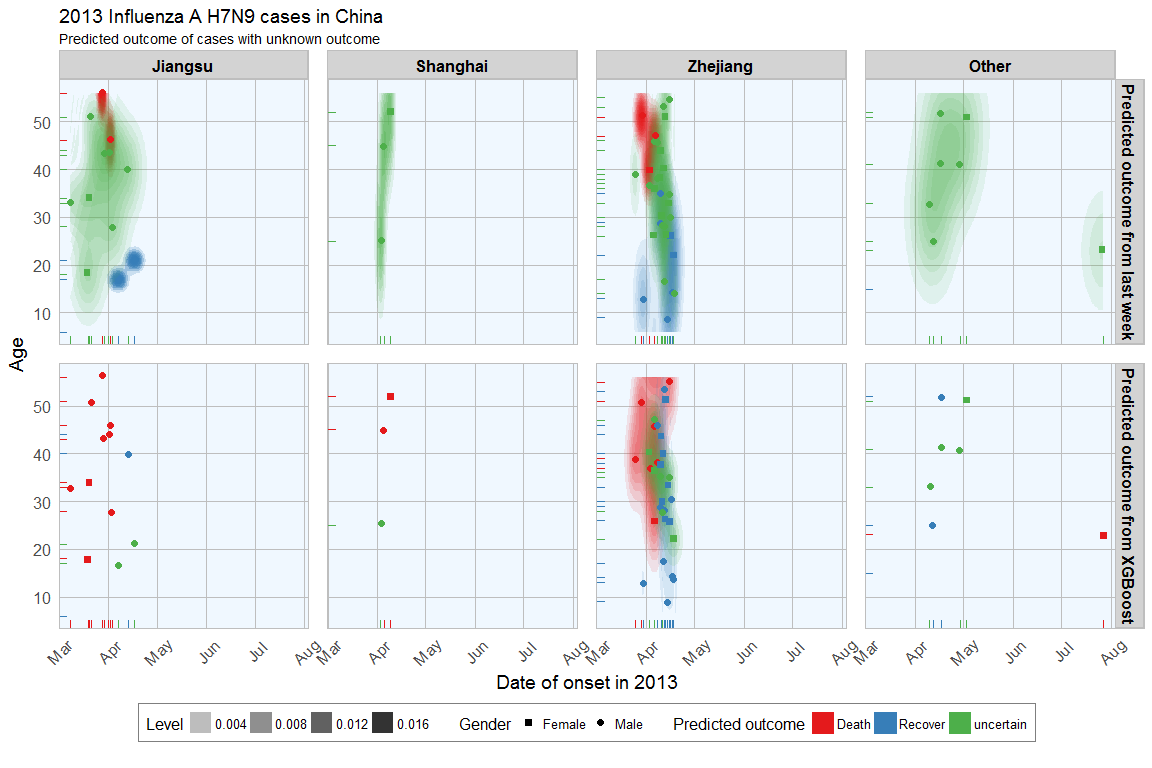 2013 Influenza A H7N9 cases in China
Predicted outcome of cases with unknown outcome
Jiangsu Shanghai Zhejiang Other
50
40
30
20
10
Predicted outcome from last week
Age
50
40
30
20
10
Predicted outcome from XGBoost
Mar Apr May Jun Jul Aug Mar Apr May Jun Jul Aug Mar Apr May Jun Jul Aug Mar Apr May Jun Jul Aug
Date of onset in 2013
Level 0.004 0.008 0.012 0.016 Gender Female Male Predicted outcome Death Recover uncertain